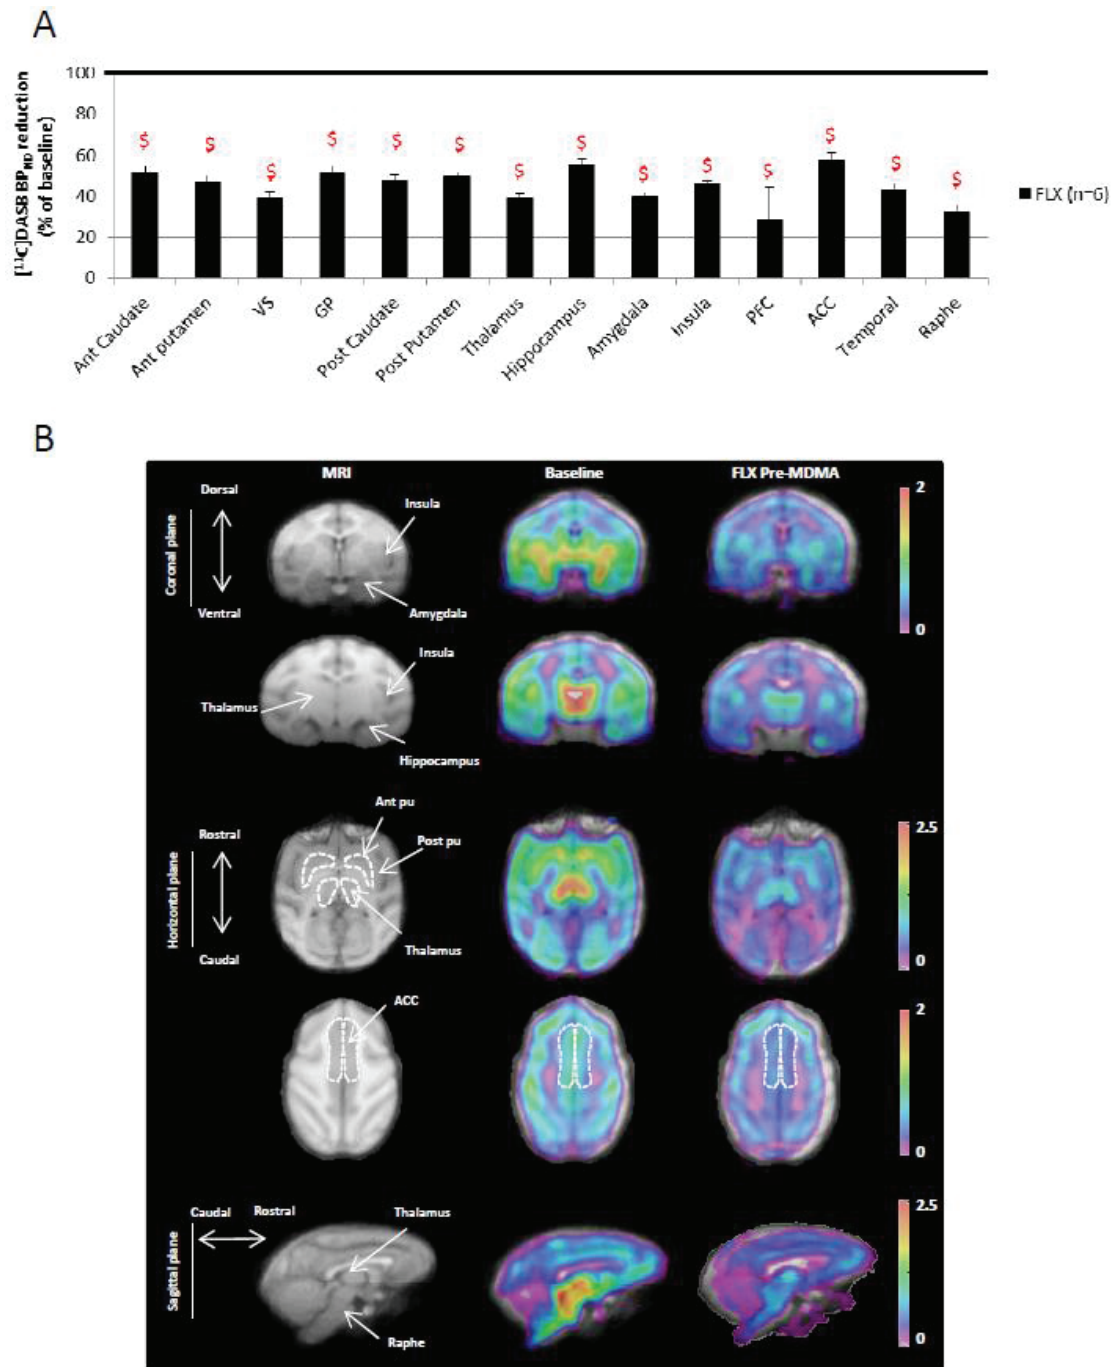 A
[¹¹C]DASB BP_ND reduction
(% of baseline)
100
80
60
40
20
0
$ $ $ $ $ $ $ $ $ $ $ $ $ $
Ant Caudate
Ant putamen
VS
GP
Post Caudate
Post Putamen
Thalamus
Hippocampus
Amygdala
Insula
PFC
ACC
Temporal
Raphe
FLX (n=6)
B
MRI
Baseline
FLX Pre-MDMA
Coronal plane
Dorsal
Ventral
Insula
Amygdala
2
0
Thalamus
Insula
Hippocampus
Horizontal plane
Rostral
Caudal
Ant pu
Post pu
Thalamus
2.5
0
ACC
2
0
Sagittal plane
Caudal
Rostral
Thalamus
Raphe
2.5
0